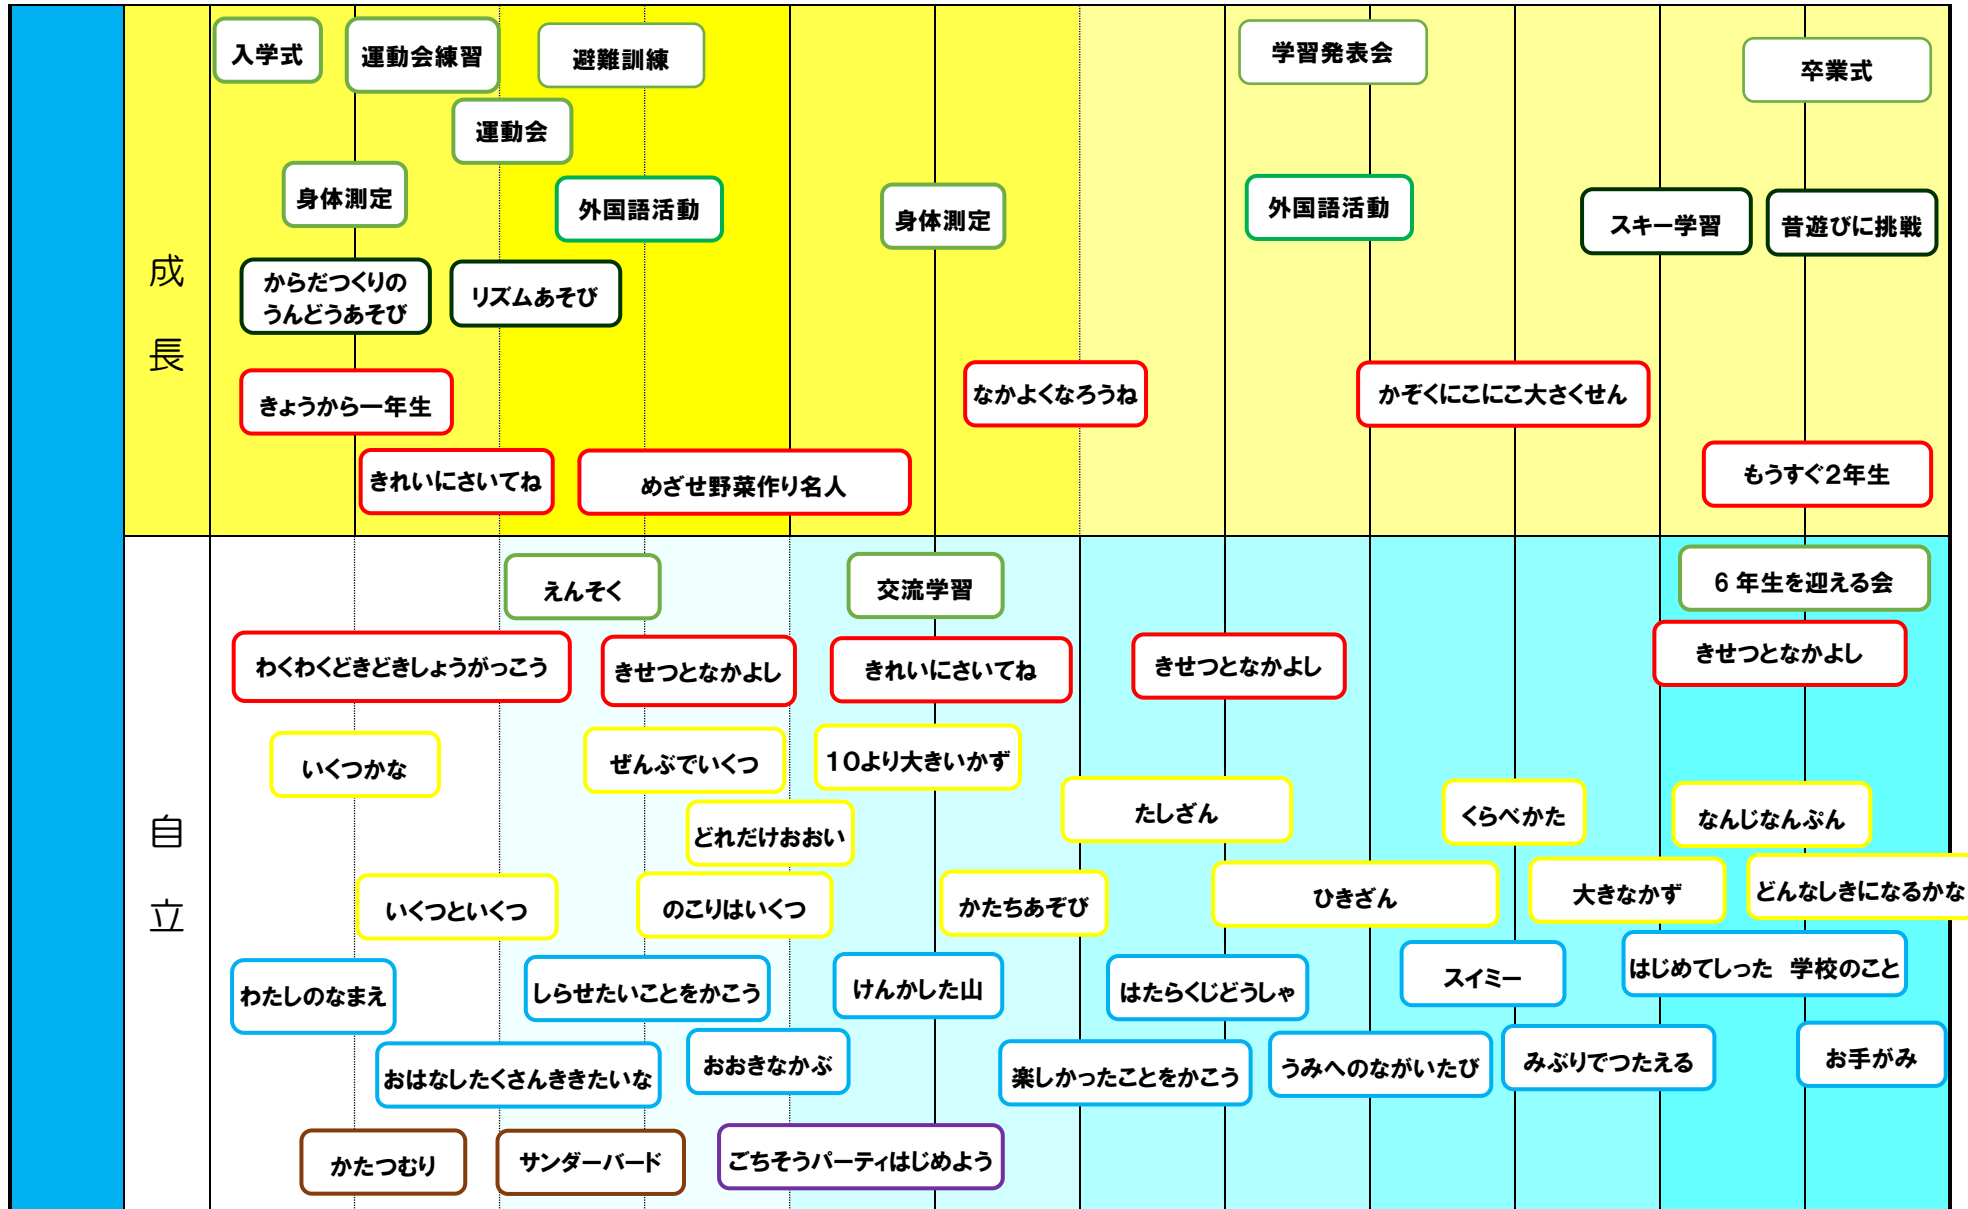 入学式
運動会練習
避難訓練
学習発表会
卒業式
運動会
身体測定
外国語活動
身体測定
外国語活動
スキー学習
昔遊びに挑戦
成長
からだつくりの
うんどうあそび
リズムあそび
きょうから一年生
なかよくなろうね
かぞくにこにこ大さくせん
きれいにさいてね
めざせ野菜作り名人
もうすぐ2年生
自立
えんそく
交流学習
6年生を迎える会
わくわくどきどきしょうがっこう
きせつとなかよし
きれいにさいてね
きせつとなかよし
きせつとなかよし
いくつかな
ぜんぶでいくつ
10より大きいかず
たしざん
くらべかた
なんじなんぷん
どれだけおおい
いくつといくつ
のこりはいくつ
かたちあぞび
ひきざん
大きなかず
どんなしきになるかな
わたしのなまえ
しらせたいことをかこう
けんかした山
はたらくじどうしゃ
スイミー
はじめてしった　学校のこと
おはなしたくさんききたいな
おおきなかぶ
楽しかったことをかこう
うみへのながいたび
みぶりでつたえる
お手がみ
かたつむり
サンダーバード
ごちそうパーティはじめよう